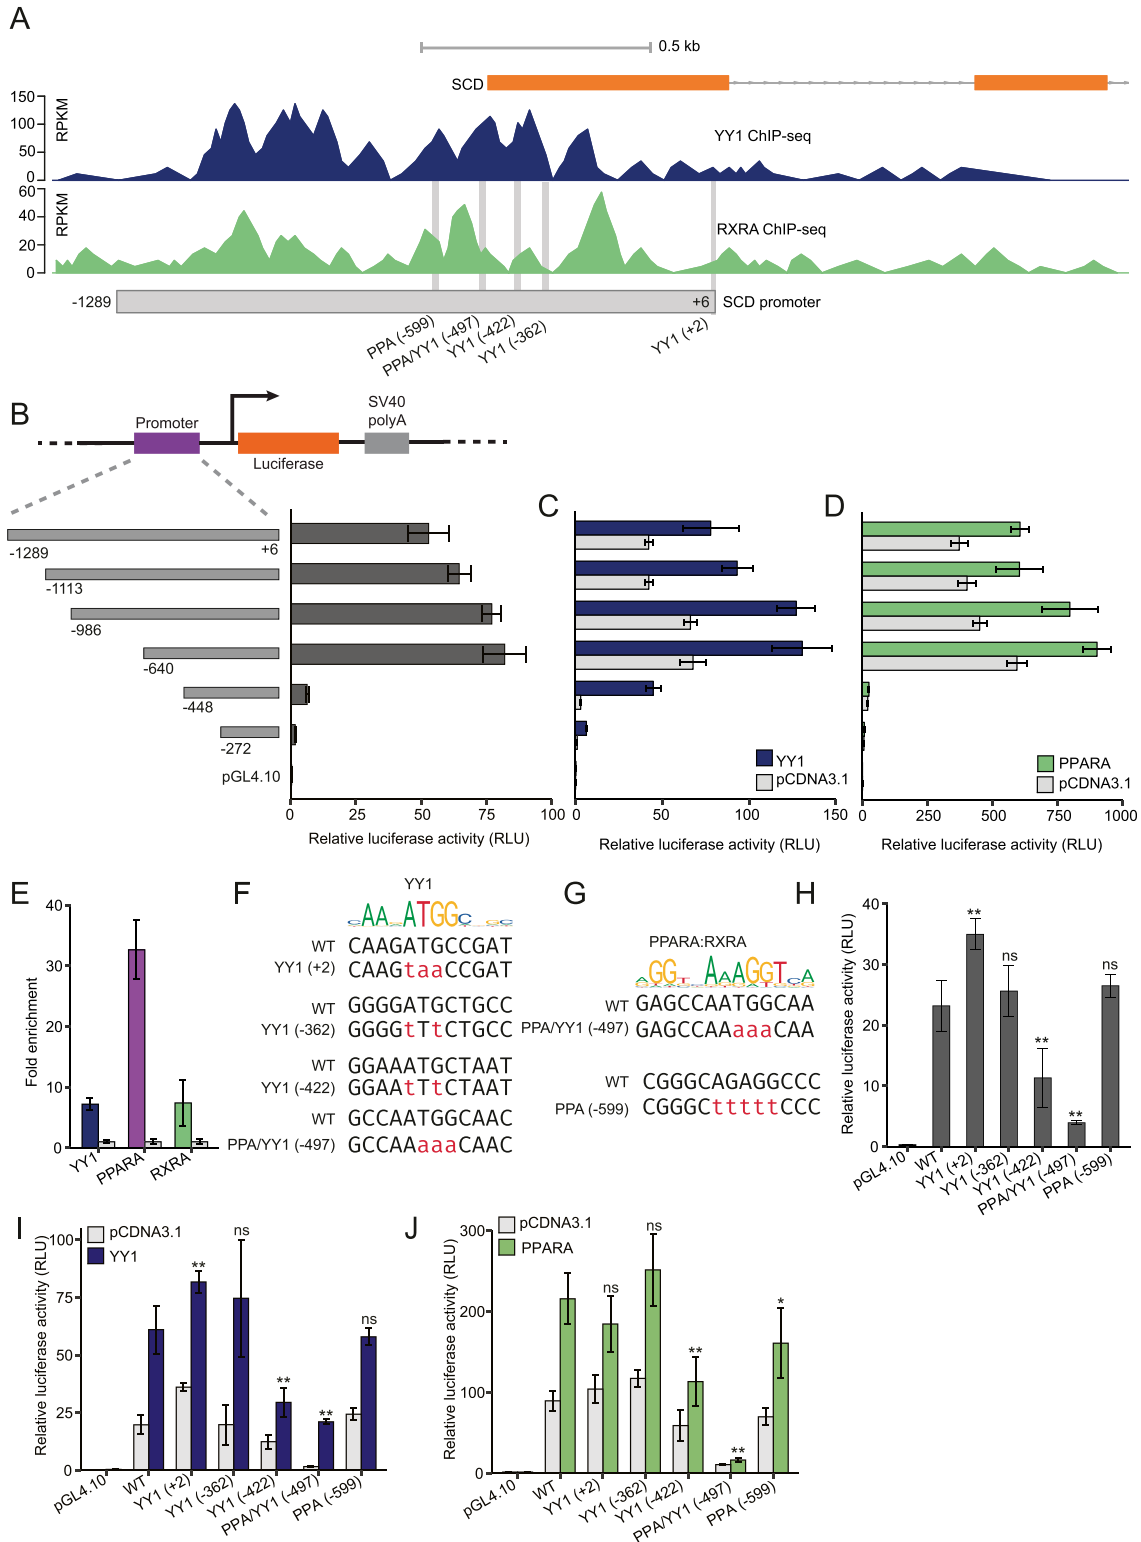 A
0.5 kb
SCD
RPKM
150
100
50
0
YY1 ChIP-seq
RPKM
60
40
20
0
RXRA ChIP-seq
-1289
+6
SCD promoter
PPA (-599)
PPA/YY1 (-497)
YY1 (-422)
YY1 (-362)
YY1 (+2)
B
Promoter
SV40
polyA
Luciferase
-1289
+6
-1113
-986
-640
-448
-272
pGL4.10
0
25
50
75
100
Relative luciferase activity (RLU)
C
YY1
pCDNA3.1
0
50
100
150
Relative luciferase activity (RLU)
D
PPARA
pCDNA3.1
0
250
500
750
1000
Relative luciferase activity (RLU)
E
Fold enrichment
40
30
20
10
0
YY1
PPARA
RXRA
F
YY1
WT CAAGATGCCGAT
YY1 (+2) CAAGtaaCCGAT
WT GGGGATGCTGCC
YY1 (-362) GGGGtTtCTGCC
WT GGAAATGCTAAT
YY1 (-422) GGAAtTtCTAAT
WT GCCAATGGCAAC
PPA/YY1 (-497) GCCAAaaaCAAC
G
PPARA:RXRA
WT GAGCCAATGGCAA
PPA/YY1 (-497) GAGCCAAaaaCAA
WT CGGGCAGAGGCCC
PPA (-599) CGGGCtttttCCC
H
Relative luciferase activity (RLU)
40
30
20
10
0
**
ns
**
**
ns
pGL4.10
WT
YY1 (+2)
YY1 (-362)
YY1 (-422)
PPA/YY1 (-497)
PPA (-599)
I
Relative luciferase activity (RLU)
pCDNA3.1
YY1
100
75
50
25
0
**
ns
**
**
ns
pGL4.10
WT
YY1 (+2)
YY1 (-362)
YY1 (-422)
PPA/YY1 (-497)
PPA (-599)
J
Relative luciferase activity (RLU)
pCDNA3.1
PPARA
300
200
100
0
ns
ns
**
**
*
pGL4.10
WT
YY1 (+2)
YY1 (-362)
YY1 (-422)
PPA/YY1 (-497)
PPA (-599)